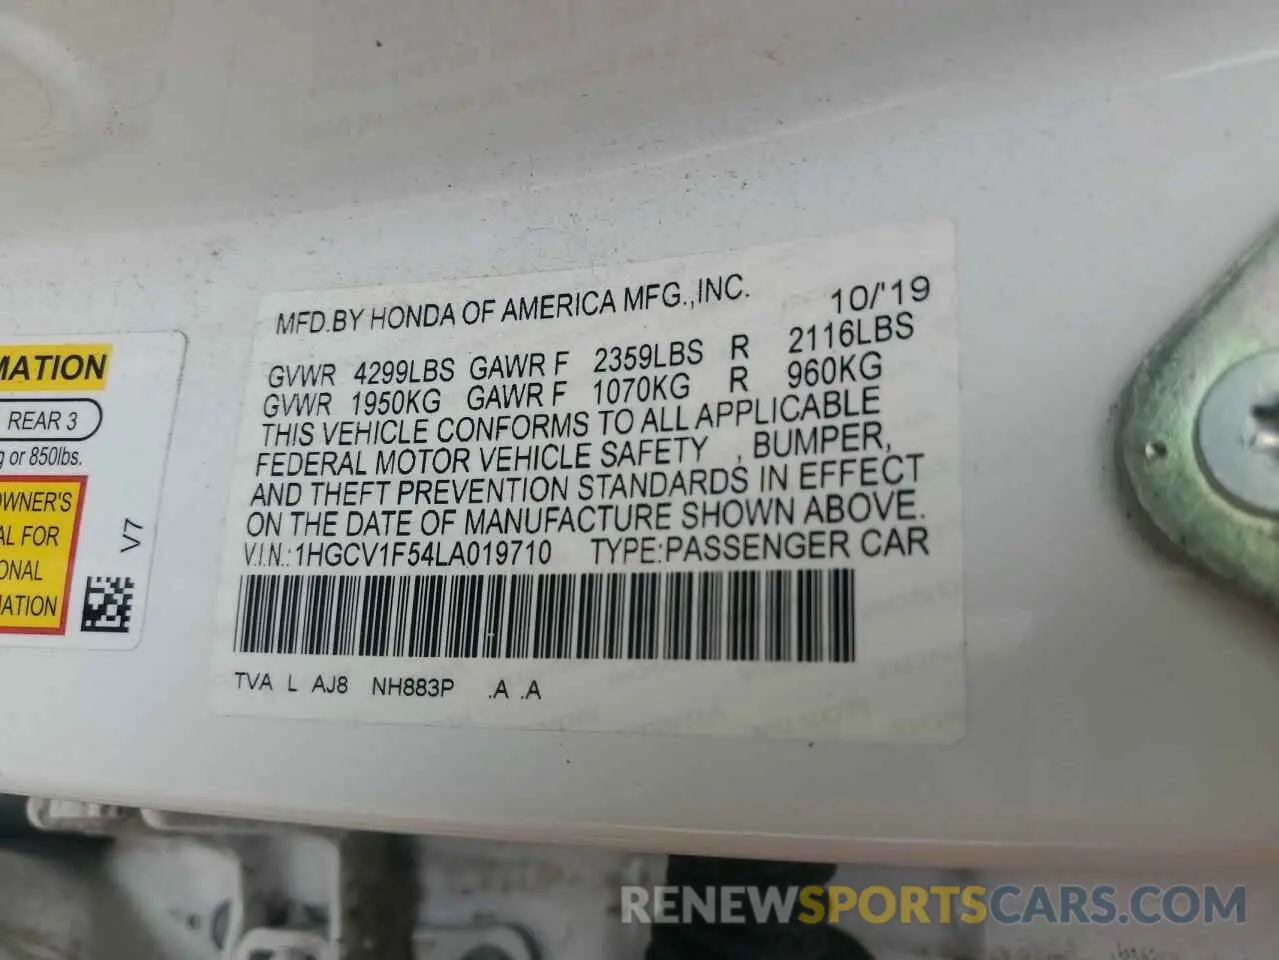 MFD.BY HONDA OF AMERICA MFG.,INC. 10/'19
GVWR 4299LBS GAWR F 2359LBS R 2116LBS
GVWR 1950KG GAWR F 1070KG R 960KG
THIS VEHICLE CONFORMS TO ALL APPLICABLE
FEDERAL MOTOR VEHICLE SAFETY , BUMPER,
AND THEFT PREVENTION STANDARDS IN EFFECT
ON THE DATE OF MANUFACTURE SHOWN ABOVE.
V.I.N.: 1HGCV1F54LA019710 TYPE:PASSENGER CAR
TVA L AJ8 NH883P .A .A
MATION
REAR 3
g or 850lbs.
OWNER'S
AL FOR
ONAL
MATION
V7
RENEWSPORTSCARS.COM